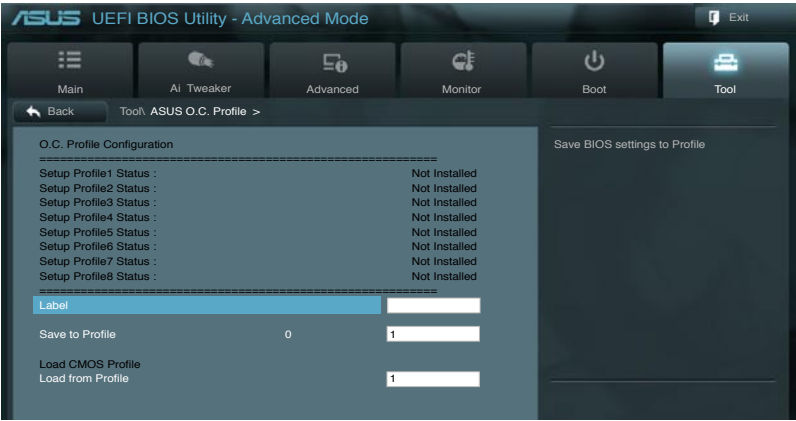 ASUS UEFI BIOS Utility - Advanced Mode
Exit
Main
Ai Tweaker
Advanced
Monitor
Boot
Tool
Back
Tool\ ASUS O.C. Profile >
O.C. Profile Configuration
Save BIOS settings to Profile
Setup Profile1 Status : Not Installed
Setup Profile2 Status : Not Installed
Setup Profile3 Status : Not Installed
Setup Profile4 Status : Not Installed
Setup Profile5 Status : Not Installed
Setup Profile6 Status : Not Installed
Setup Profile7 Status : Not Installed
Setup Profile8 Status : Not Installed
Label
Save to Profile 0 1
Load CMOS Profile
Load from Profile 1